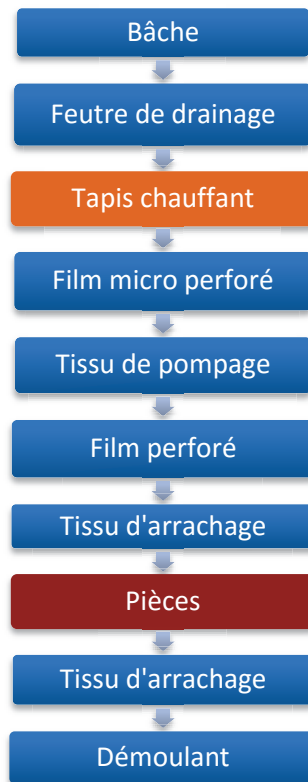 Bâche
Feutre de drainage
Tapis chauffant
Film micro perforé
Tissu de pompage
Film perforé
Tissu d'arrachage
Pièces
Tissu d'arrachage
Démoulant